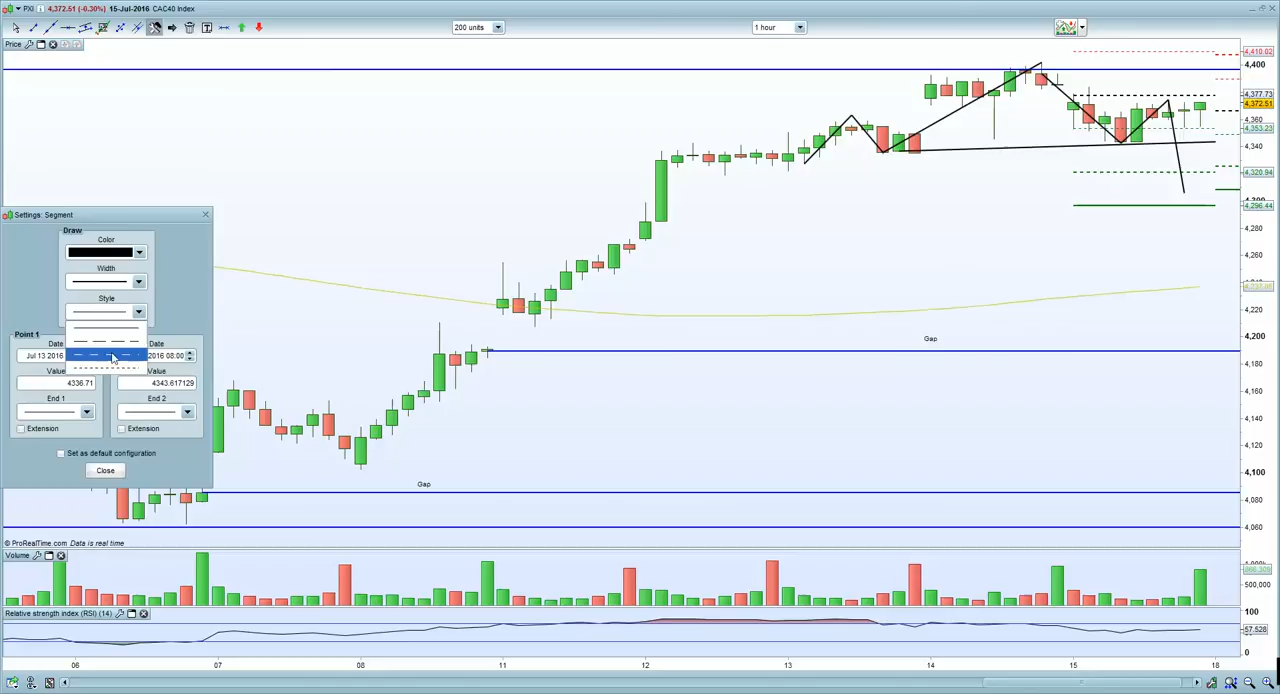 PXI 4,372.51 (-0.30%) 15-Jul-2016 CAC40 Index
200 units
1 hour
Price
4,410.02
4,400
4,377.73
4,372.51
4,360
4,353.23
4,340
4,320.94
4,296.44
4,280
4,260
4,220
4,200
4,180
4,160
4,140
4,120
4,100
4,080
4,060
Settings: Segment
Draw
Color
Width
Style
Point 1
Date
Date
Jul 13 2016
2016 08:00
Value
Value
4336.71
4343.617129
End 1
End 2
Extension
Extension
Set as default configuration
Close
Gap
Gap
© ProRealTime.com Data is real time
Volume
500,000
Relative strength index (RSI) (14)
100
57.528
0
06 07 08 11 12 13 14 15 18